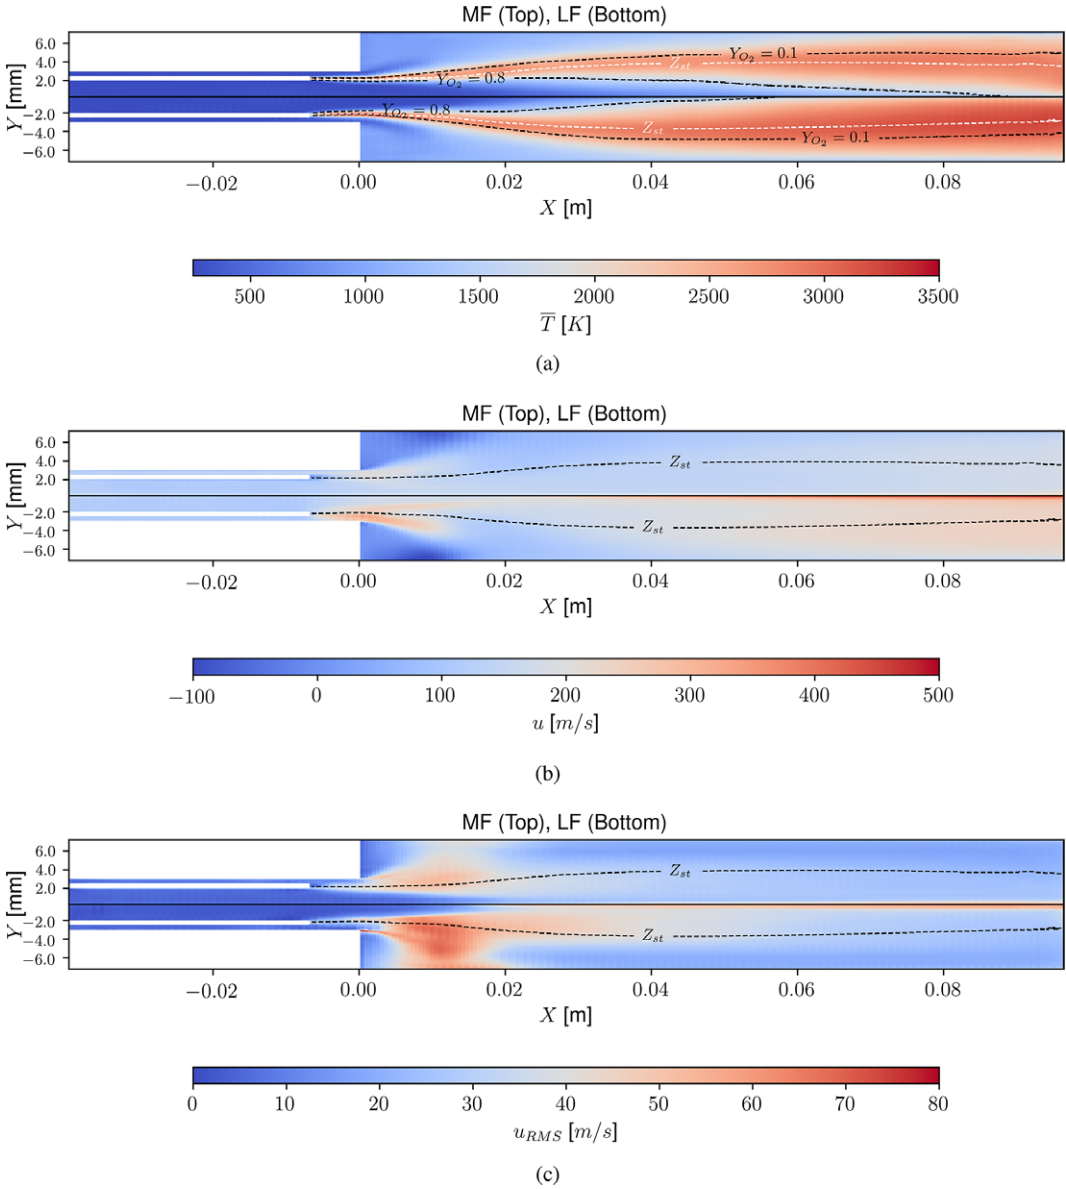 MF (Top), LF (Bottom)
6.0
4.0
2.0
−2.0
−4.0
−6.0
Y [mm]
Y_{O_2} = 0.1
Z_{st}
Y_{O_2} = 0.8
Y_{O_2} = 0.8
Z_{st}
Y_{O_2} = 0.1
−0.02 0.00 0.02 0.04 0.06 0.08
X [m]
500 1000 1500 2000 2500 3000 3500
\overline{T} [K]
(a)
MF (Top), LF (Bottom)
6.0
4.0
2.0
−2.0
−4.0
−6.0
Y [mm]
Z_{st}
Z_{st}
−0.02 0.00 0.02 0.04 0.06 0.08
X [m]
−100 0 100 200 300 400 500
u [m/s]
(b)
MF (Top), LF (Bottom)
6.0
4.0
2.0
−2.0
−4.0
−6.0
Y [mm]
Z_{st}
Z_{st}
−0.02 0.00 0.02 0.04 0.06 0.08
X [m]
0 10 20 30 40 50 60 70 80
u_{RMS} [m/s]
(c)